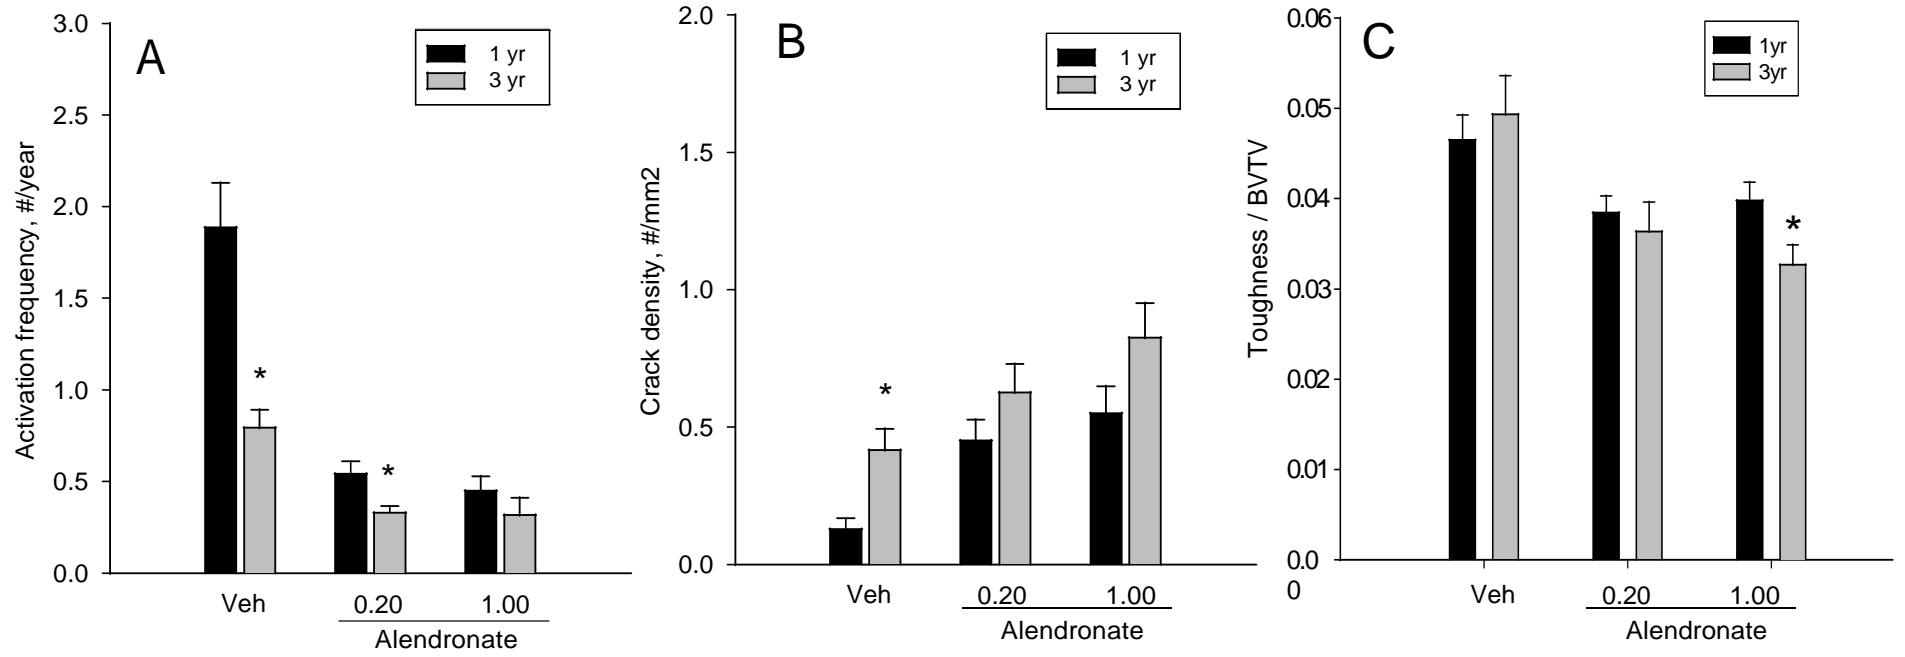 A
1 yr
3 yr
Activation frequency, #/year
3.0
2.5
2.0
1.5
1.0
0.5
0.0
*
*
Veh
0.20
1.00
Alendronate
B
1 yr
3 yr
Crack density, #/mm2
2.0
1.5
1.0
0.5
0.0
*
Veh
0.20
1.00
Alendronate
C
1yr
3yr
Toughness / BVTV
0.06
0.05
0.04
0.03
0.02
0.01
0.0
0
*
Veh
0.20
1.00
Alendronate